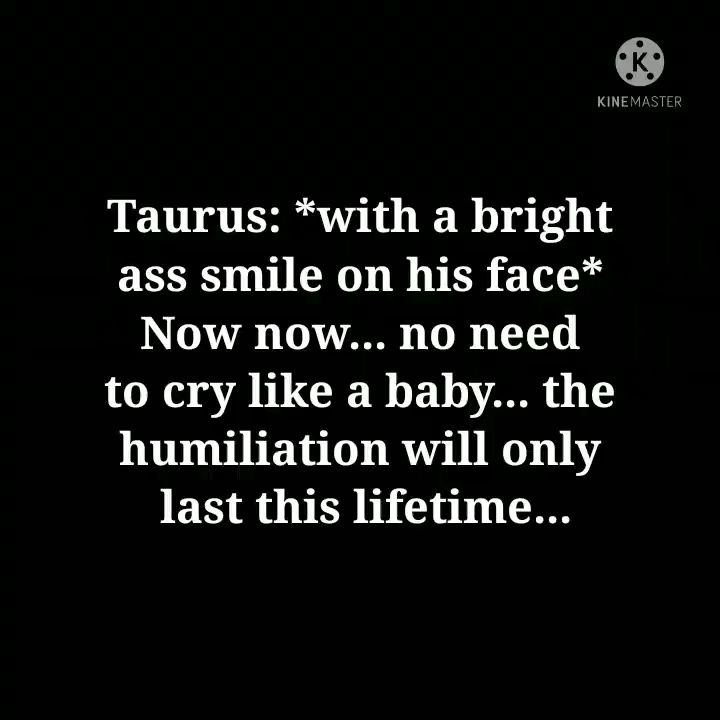 K
KINEMASTER
Taurus: *with a bright
ass smile on his face*
Now now... no need
to cry like a baby... the
humiliation will only
last this lifetime...